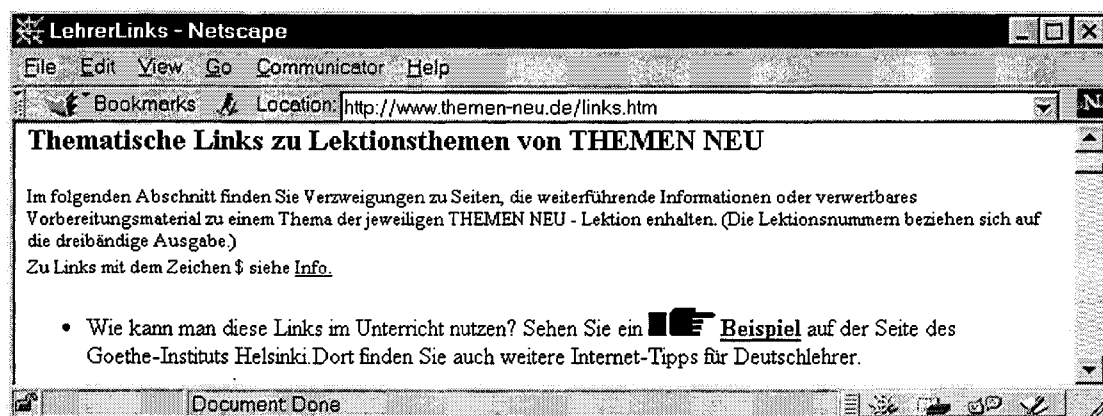 LehrerLinks - Netscape
File Edit View Go Communicator Help
Bookmarks Location: http://www.themen-neu.de/links.htm N
Thematische Links zu Lektionsthemen von THEMEN NEU
Im folgenden Abschnitt finden Sie Verzweigungen zu Seiten, die weiterführende Informationen oder verwertbares
Vorbereitungsmaterial zu einem Thema der jeweiligen THEMEN NEU - Lektion enhalten. (Die Lektionsnummern beziehen sich auf
die dreibändige Ausgabe.)
Zu Links mit dem Zeichen $ siehe Info.
• Wie kann man diese Links im Unterricht nutzen? Sehen Sie ein Beispiel auf der Seite des
Goethe-Instituts Helsinki.Dort finden Sie auch weitere Internet-Tipps für Deutschlehrer.
Document: Done